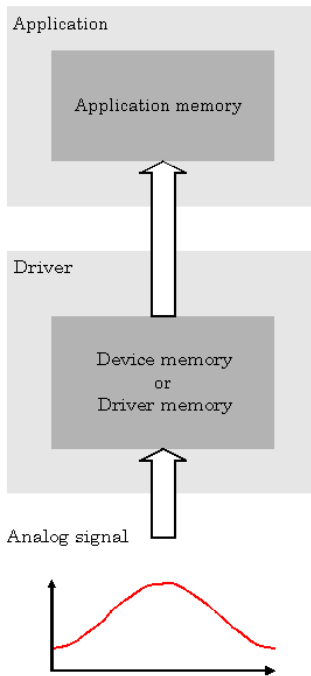 Application
Application memory
Driver
Device memory
or
Driver memory
Analog signal